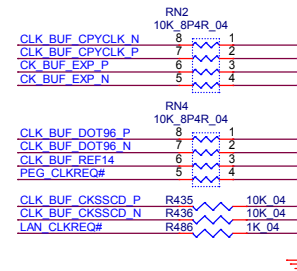 RN2
10K_8P4R_04
CLK_BUF_CPYCLK_N 8 1
CLK_BUF_CPYCLK_P 7 2
CK_BUF_EXP_P 6 3
CK_BUF_EXP_N 5 4
RN4
10K_8P4R_04
CLK_BUF_DOT96_P 8 1
CLK_BUF_DOT96_N 7 2
CLK_BUF_REF14 6 3
PEG_CLKREQ# 5 4
CLK_BUF_CKSSCD_P R435 10K_04
CLK_BUF_CKSSCD_N R436 10K_04
LAN_CLKREQ# R486 1K_04